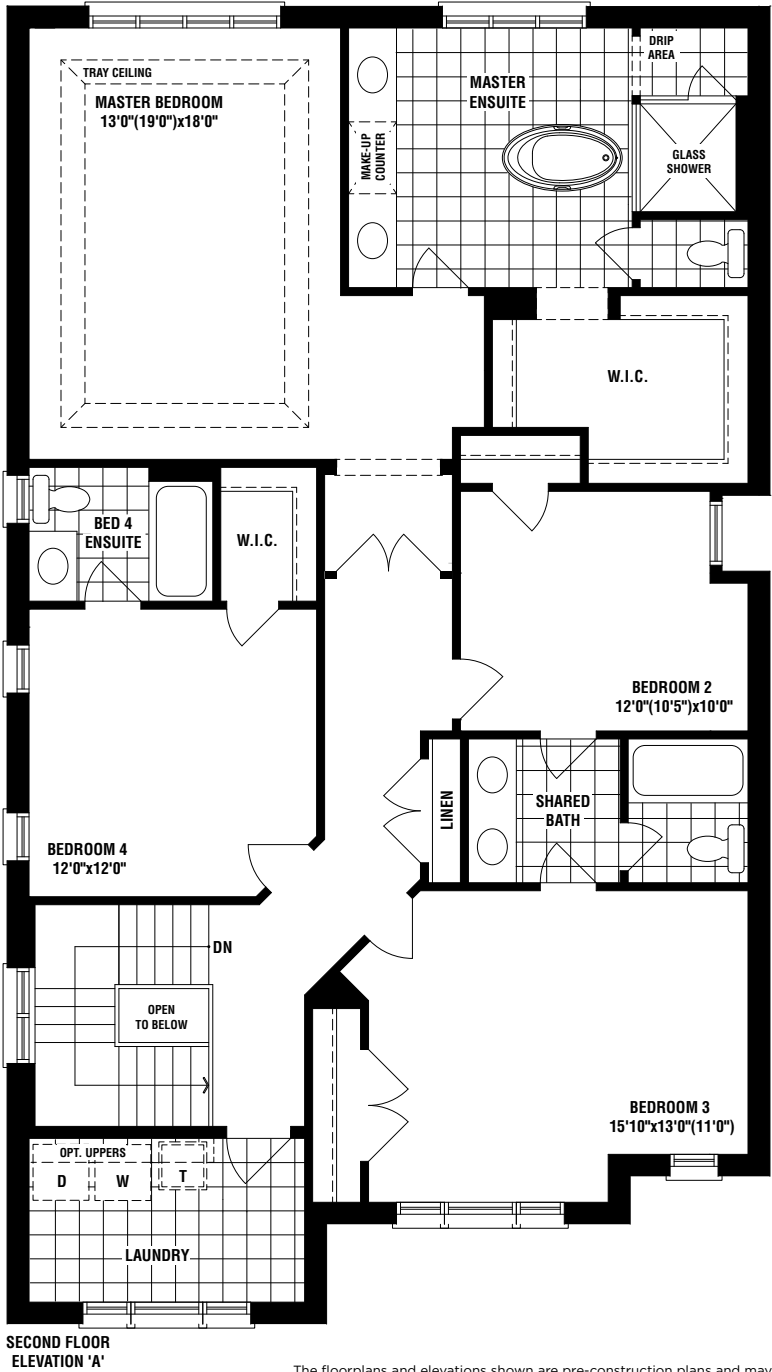 TRAY CEILING
MASTER BEDROOM
13'0"(19'0")x18'0"
MAKE-UP
COUNTER
MASTER
ENSUITE
DRIP
AREA
GLASS
SHOWER
W.I.C.
BED 4
ENSUITE
W.I.C.
BEDROOM 2
12'0"(10'5")x10'0"
LINEN
SHARED
BATH
BEDROOM 4
12'0"x12'0"
DN
OPEN
TO BELOW
BEDROOM 3
15'10"x13'0"(11'0")
OPT. UPPERS
D
W
T
LAUNDRY
SECOND FLOOR
ELEVATION 'A'
The floorplans and elevations shown are pre-construction plans and may